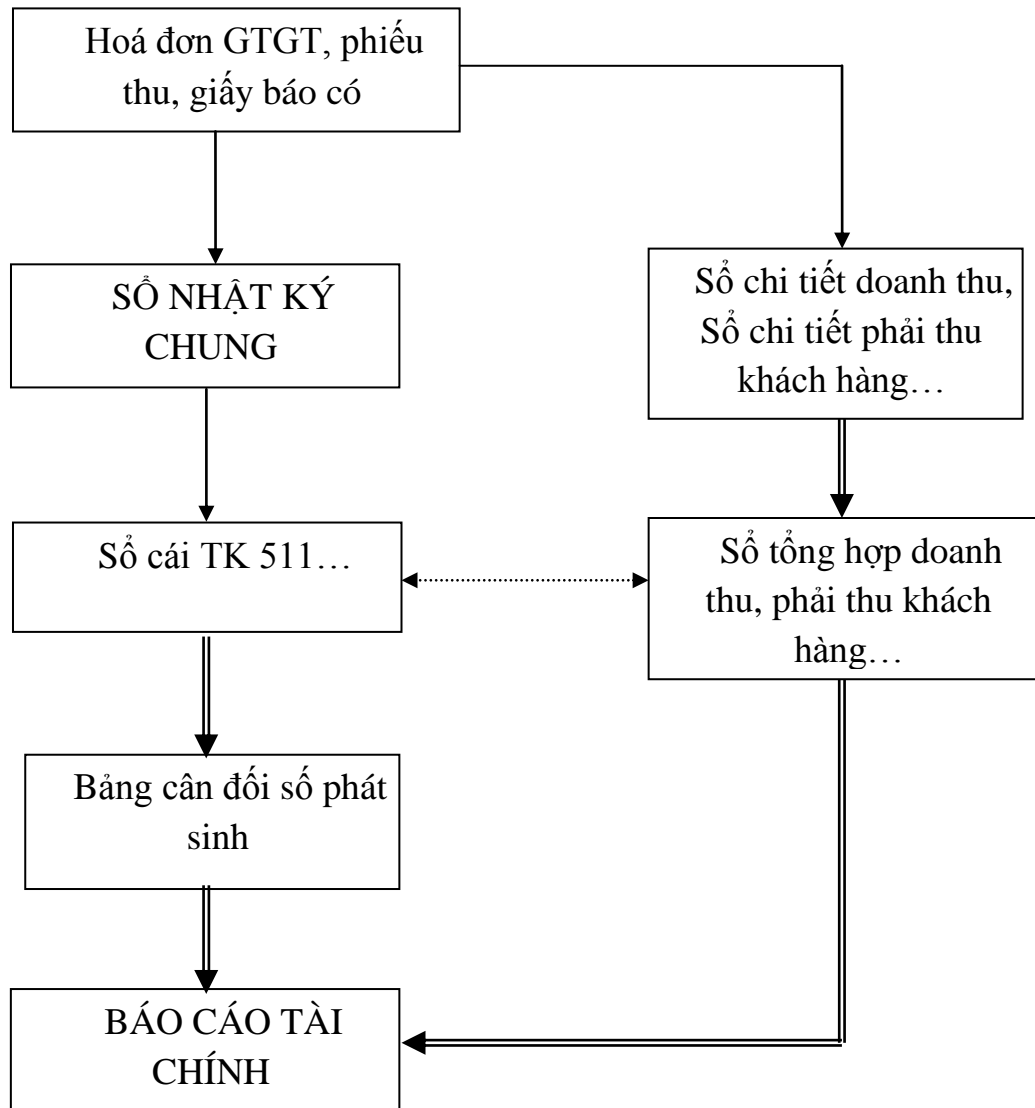 Hoá đơn GTGT, phiếu
thu, giấy báo có
SỔ NHẬT KÝ
CHUNG
Sổ chi tiết doanh thu,
Sổ chi tiết phải thu
khách hàng…
Sổ cái TK 511…
Sổ tổng hợp doanh
thu, phải thu khách
hàng…
Bảng cân đối số phát
sinh
BÁO CÁO TÀI
CHÍNH